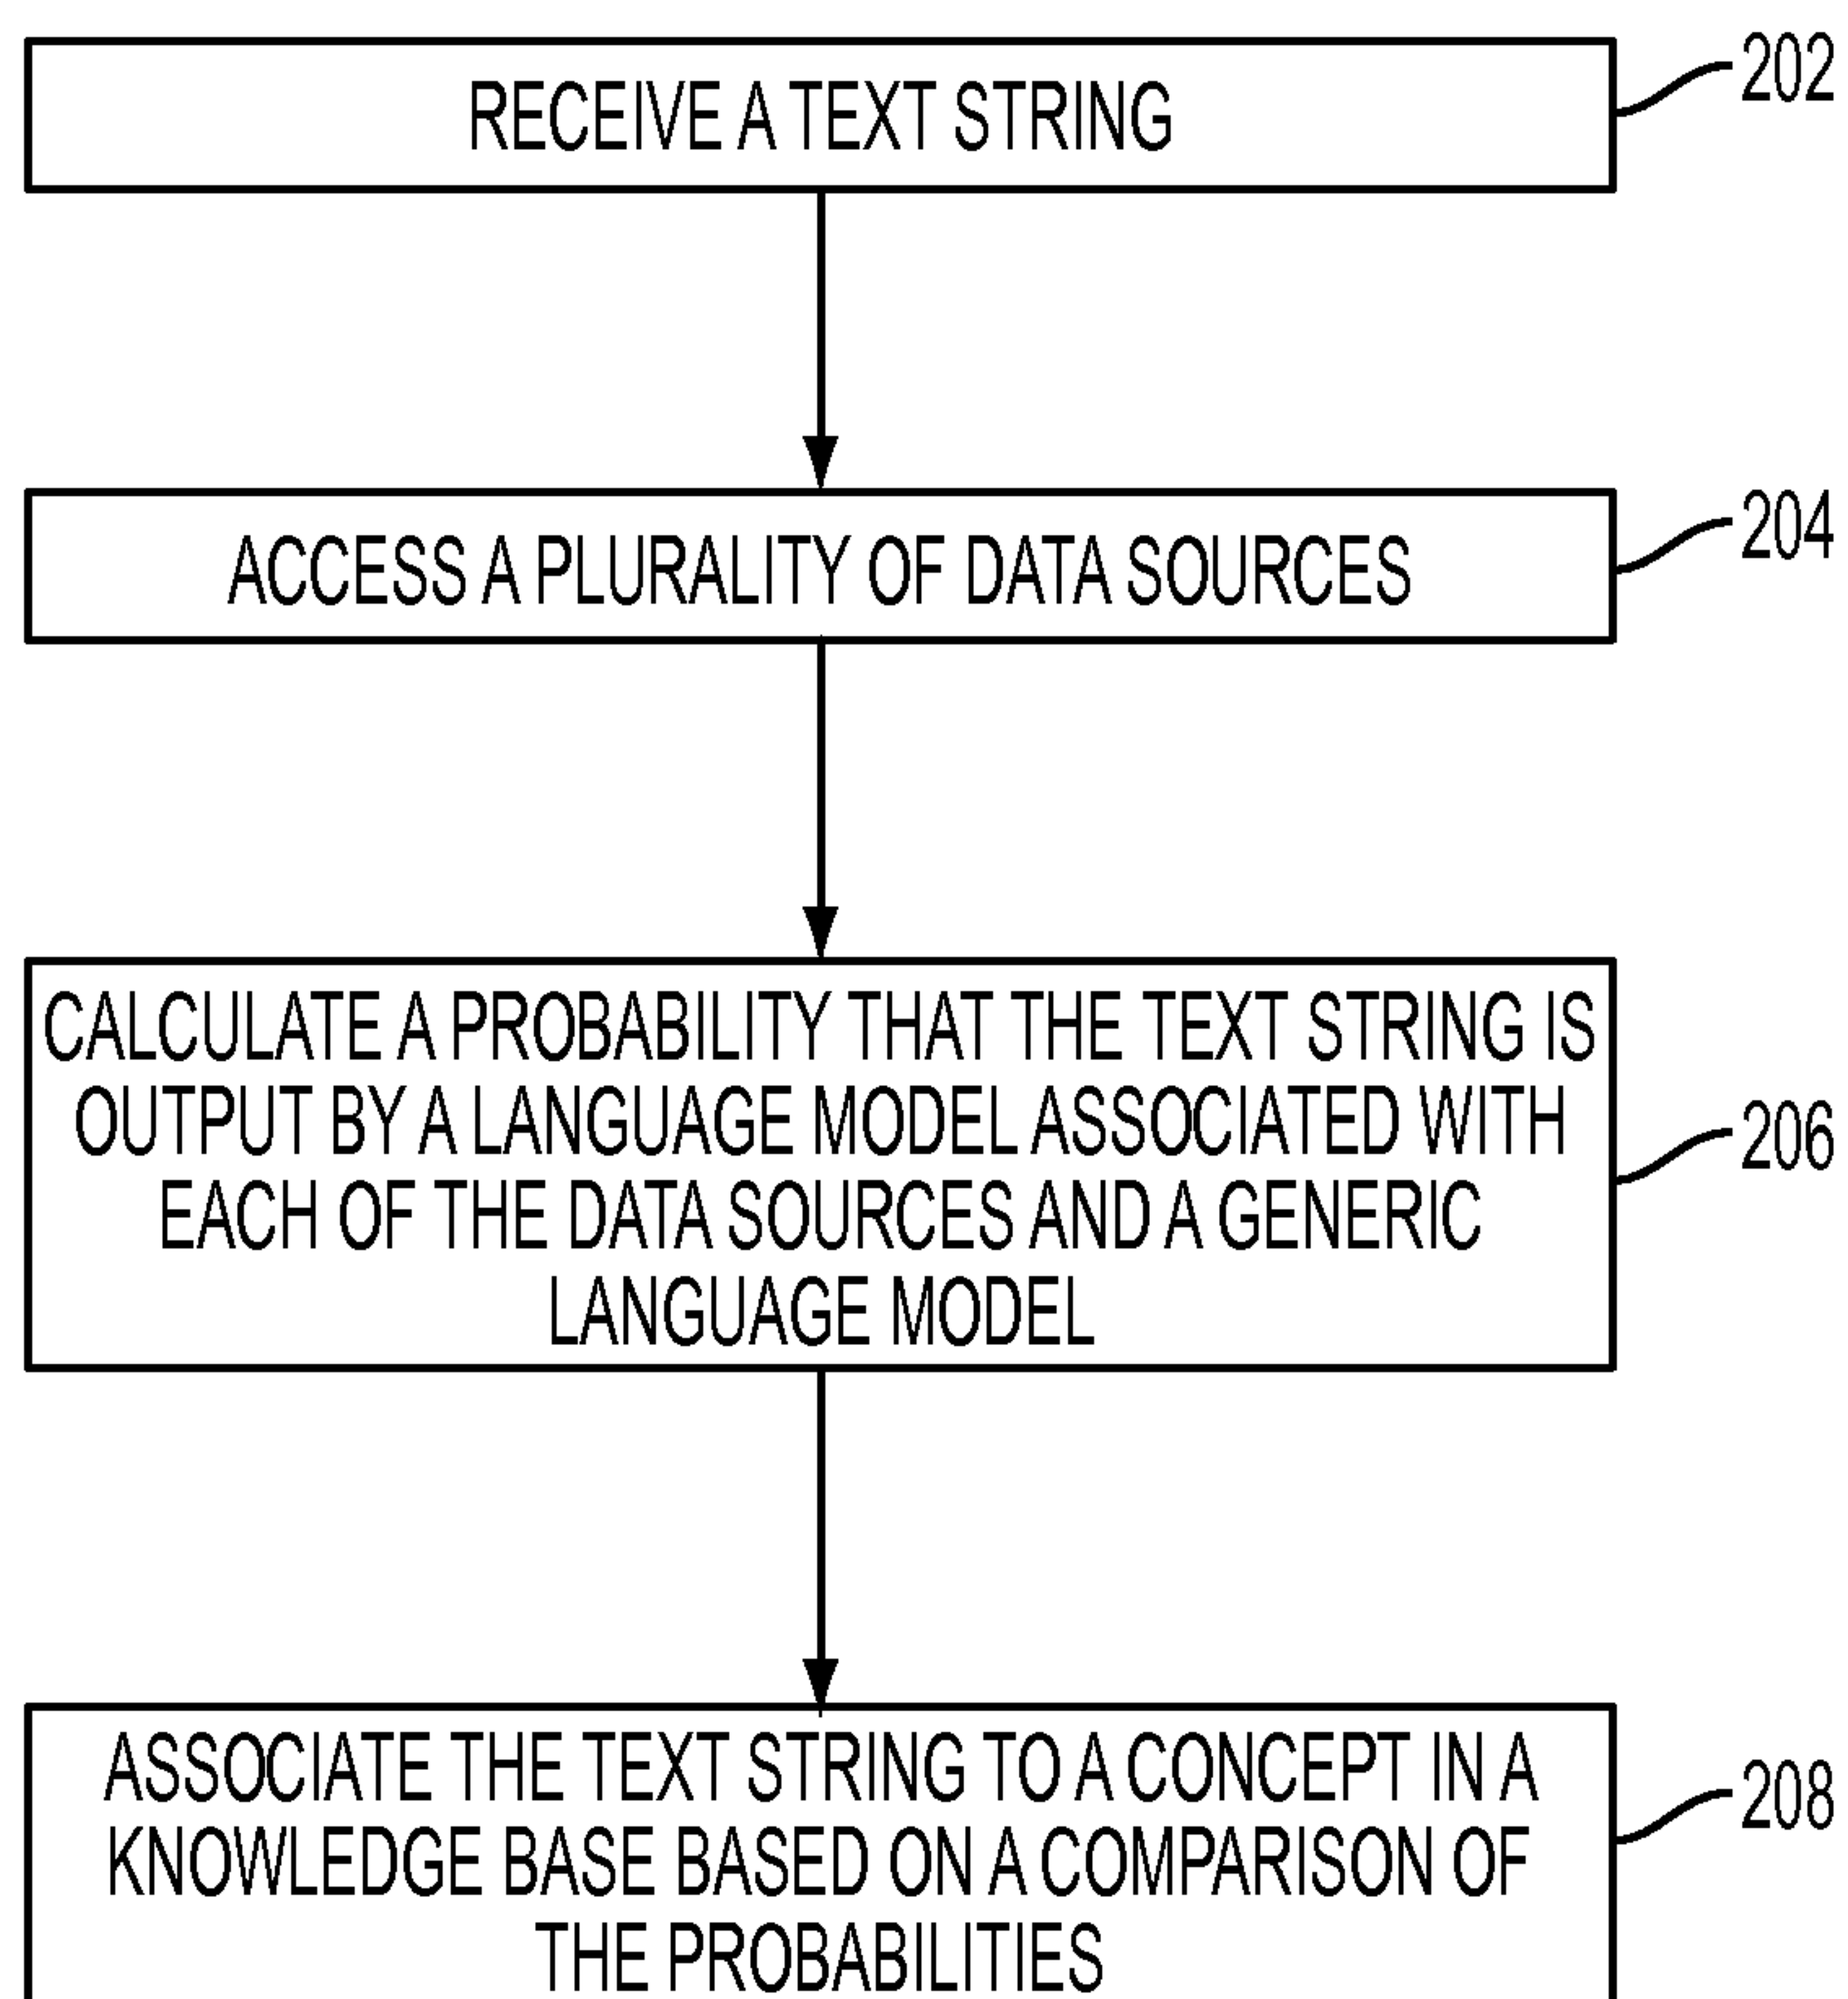 RECEIVE A TEXT STRING
202
ACCESS A PLURALITY OF DATA SOURCES
204
CALCULATE A PROBABILITY THAT THE TEXT STRING IS
OUTPUT BY A LANGUAGE MODEL ASSOCIATED WITH
EACH OF THE DATA SOURCES AND A GENERIC
LANGUAGE MODEL
206
ASSOCIATE THE TEXT STRING TO A CONCEPT IN A
KNOWLEDGE BASE BASED ON A COMPARISON OF
THE PROBABILITIES
208